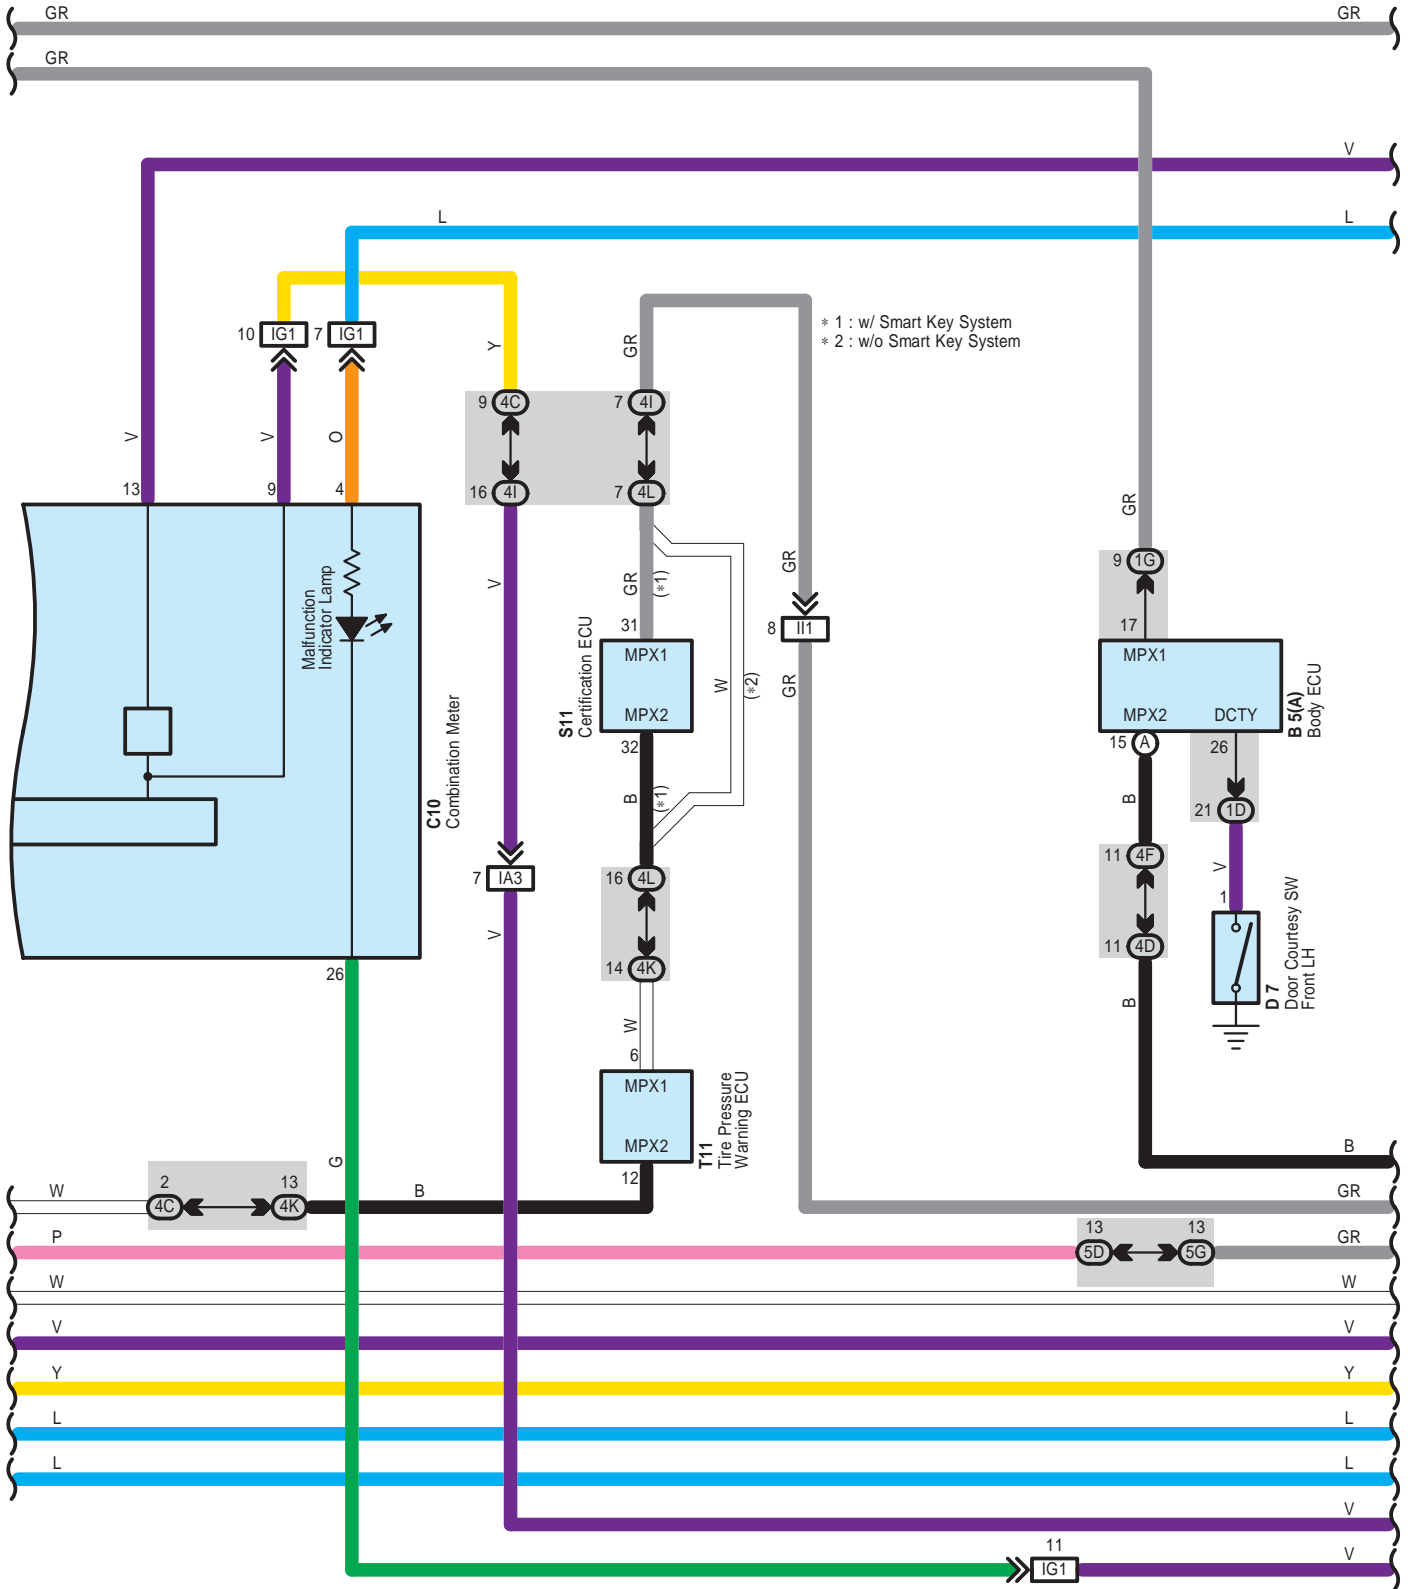 GR GR
GR
V
L L
10 IG1 7 IG1
* 1 : w/ Smart Key System
* 2 : w/o Smart Key System
Y GR
9 4C 7 4I
V V O
13 9 4 16 4I 7 4L
GR
9 1G
GR
V GR (*1)
Malfunction
Indicator Lamp
31 8 II1 17
MPX1 MPX1
S11
Certification ECU
W (*2) GR
MPX2 MPX2 DCTY
B 5(A)
Body ECU
32 15 A 26
C10
Combination Meter
B (*1) B 21 1D
11 4F
7 IA3 16 4L V
1
V 11 4D
26 14 4K
D 7
Door Courtesy SW
Front LH
W B
6
MPX1
T11
Tire Pressure
Warning ECU
MPX2
G 12 B
2 13
W 4C 4K B GR
13 13
P 5D 5G GR
W W
V V
Y Y
L L
L L
V
11
IG1 V